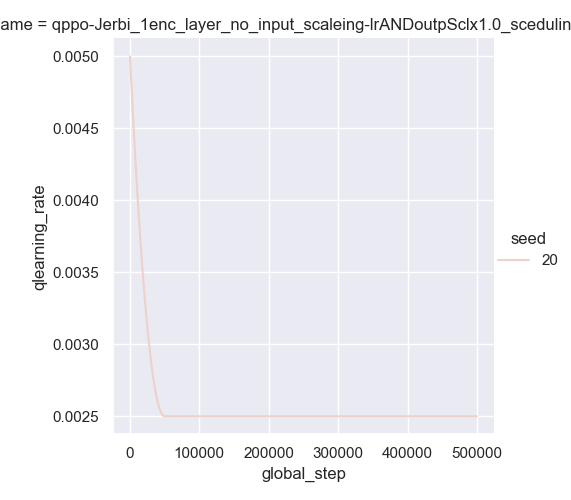 ame = qppo-Jerbi_1enc_layer_no_input_scaleing-lrANDoutpSclx1.0_scedulin
0.0050
0.0045
0.0040
0.0035
0.0030
0.0025
qlearning_rate
0 100000 200000 300000 400000 500000
global_step
seed
20